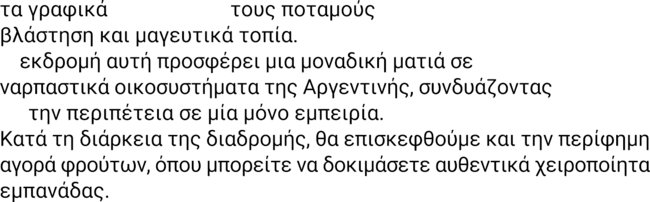 τα γραφικά τους ποταμούς
βλάστηση και μαγευτικά τοπία.
εκδρομή αυτή προσφέρει μια μοναδική ματιά σε
ναρπαστικά οικοσυστήματα της Αργεντινής, συνδυάζοντας
την περιπέτεια σε μία μόνο εμπειρία.
Κατά τη διάρκεια της διαδρομής, θα επισκεφθούμε και την περίφημη
αγορά φρούτων, όπου μπορείτε να δοκιμάσετε αυθεντικά χειροποίητα
εμπανάδας.